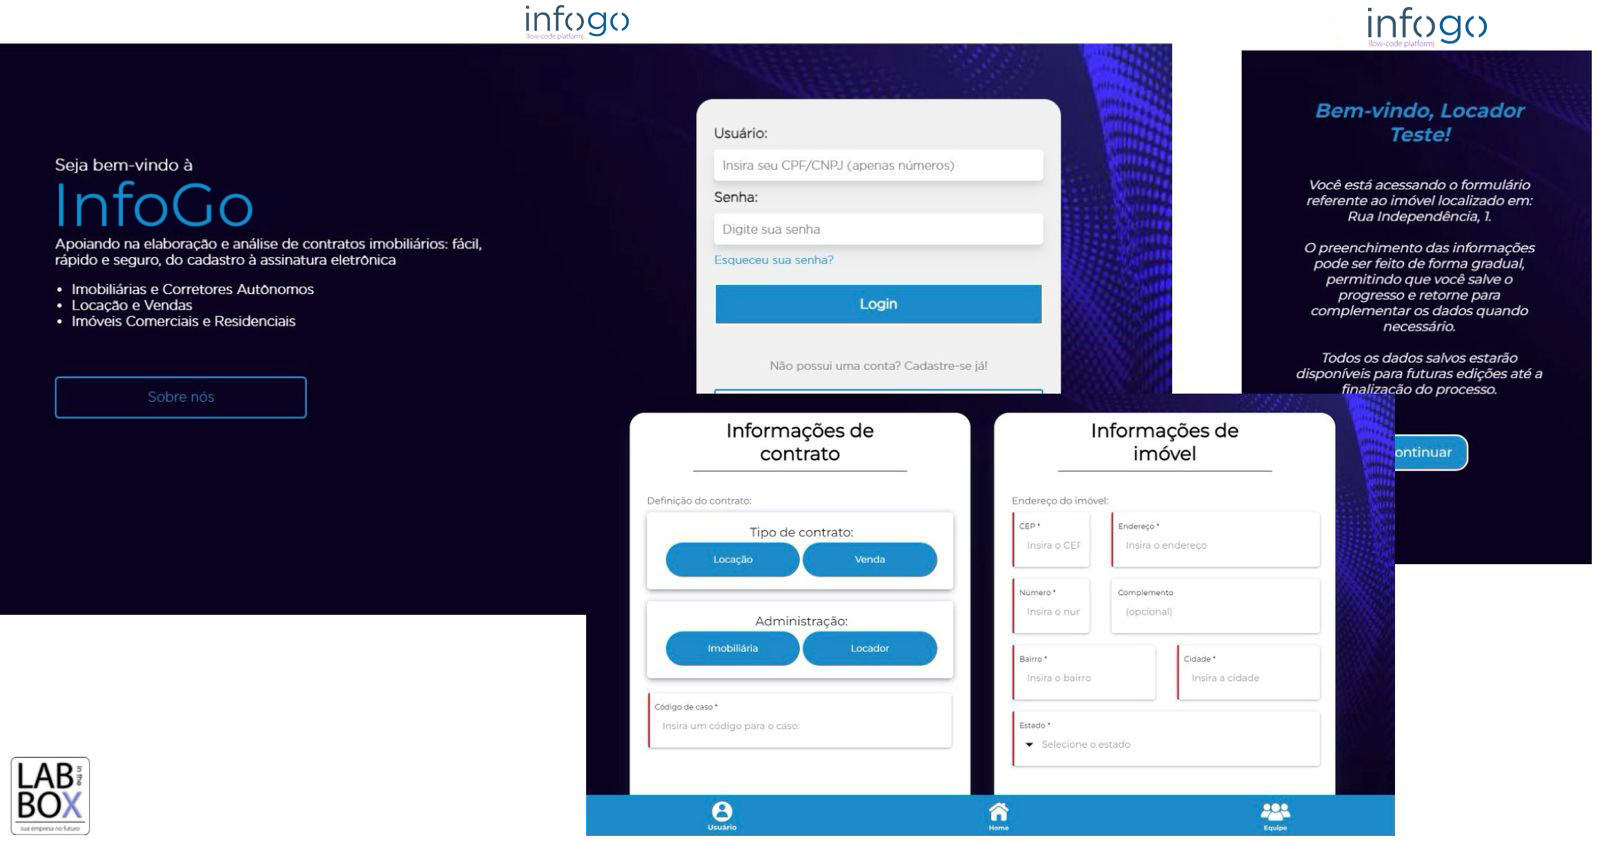 infogo
[low-code platform]
Seja bem-vindo à
InfoGo
Apoiando na elaboração e análise de contratos imobiliários: fácil,
rápido e seguro, do cadastro à assinatura eletrônica
• Imobiliárias e Corretores Autônomos
• Locação e Vendas
• Imóveis Comerciais e Residenciais
Sobre nós
Usuário:
Insira seu CPF/CNPJ (apenas números)
Senha:
Digite sua senha
Esqueceu sua senha?
Login
Não possui uma conta? Cadastre-se já!
infogo
[low-code platform]
Bem-vindo, Locador
Teste!
Você está acessando o formulário
referente ao imóvel localizado em:
Rua Independência, 1.
O preenchimento das informações
pode ser feito de forma gradual,
permitindo que você salve o
progresso e retorne para
complementar os dados quando
necessário.
Todos os dados salvos estarão
disponíveis para futuras edições até a
finalização do processo.
ontinuar
Informações de
contrato
Definição do contrato:
Tipo de contrato:
Locação Venda
Administração:
Imobiliária Locador
Código de caso *
Insira um código para o caso:
Informações de
imóvel
Endereço do imóvel:
CEP * Endereço *
Insira o CEP Insira o endereço
Número * Complemento
Insira o nur (opcional)
Bairro * Cidade *
Insira o bairro Insira a cidade
Estado *
Selecione o estado
Usuário Home Equipe
LAB in the
BOX
sua empresa no futuro